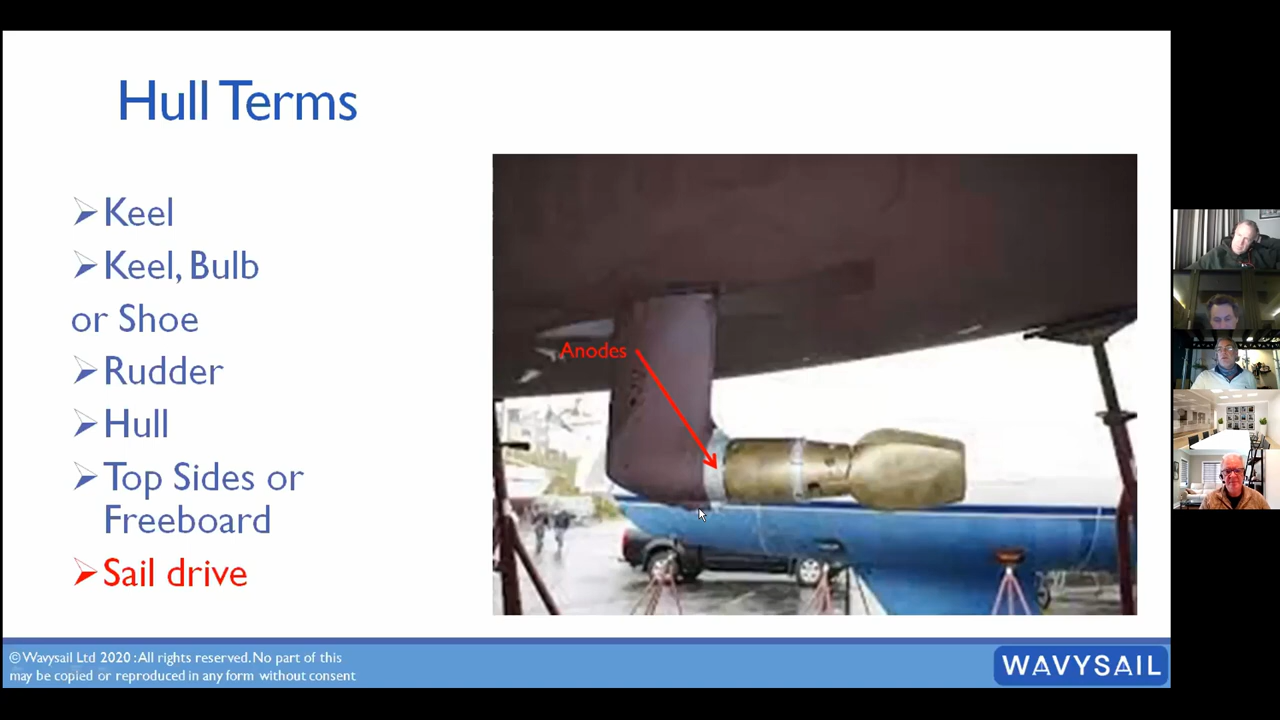 Hull Terms
Keel
Keel, Bulb
or Shoe
Rudder
Hull
Top Sides or
Freeboard
Sail drive
Anodes
© Wavysail Ltd 2020 : All rights reserved. No part of this
may be copied or reproduced in any form without consent
WAVYSAIL